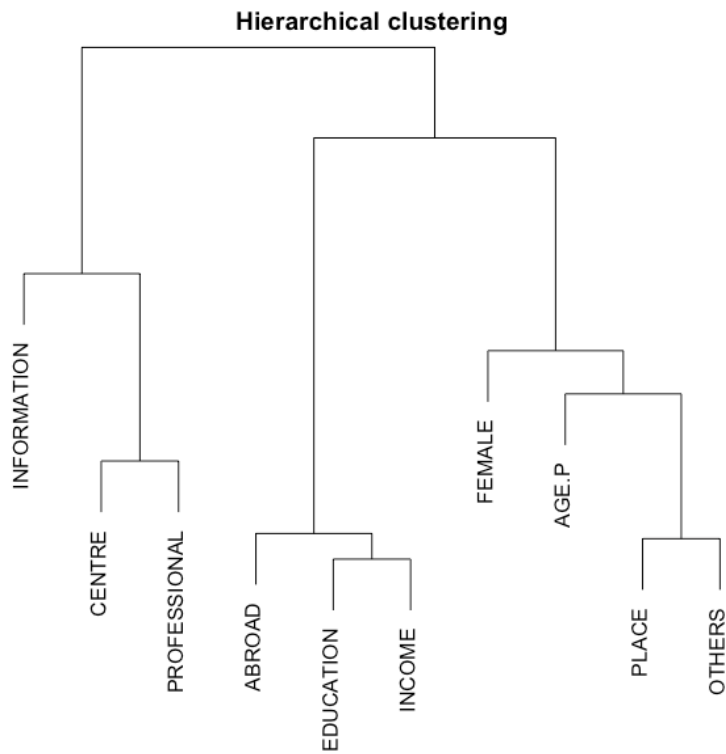 Hierarchical clustering
INFORMATION
CENTRE
PROFESSIONAL
ABROAD
EDUCATION
INCOME
FEMALE
AGE.P
PLACE
OTHERS